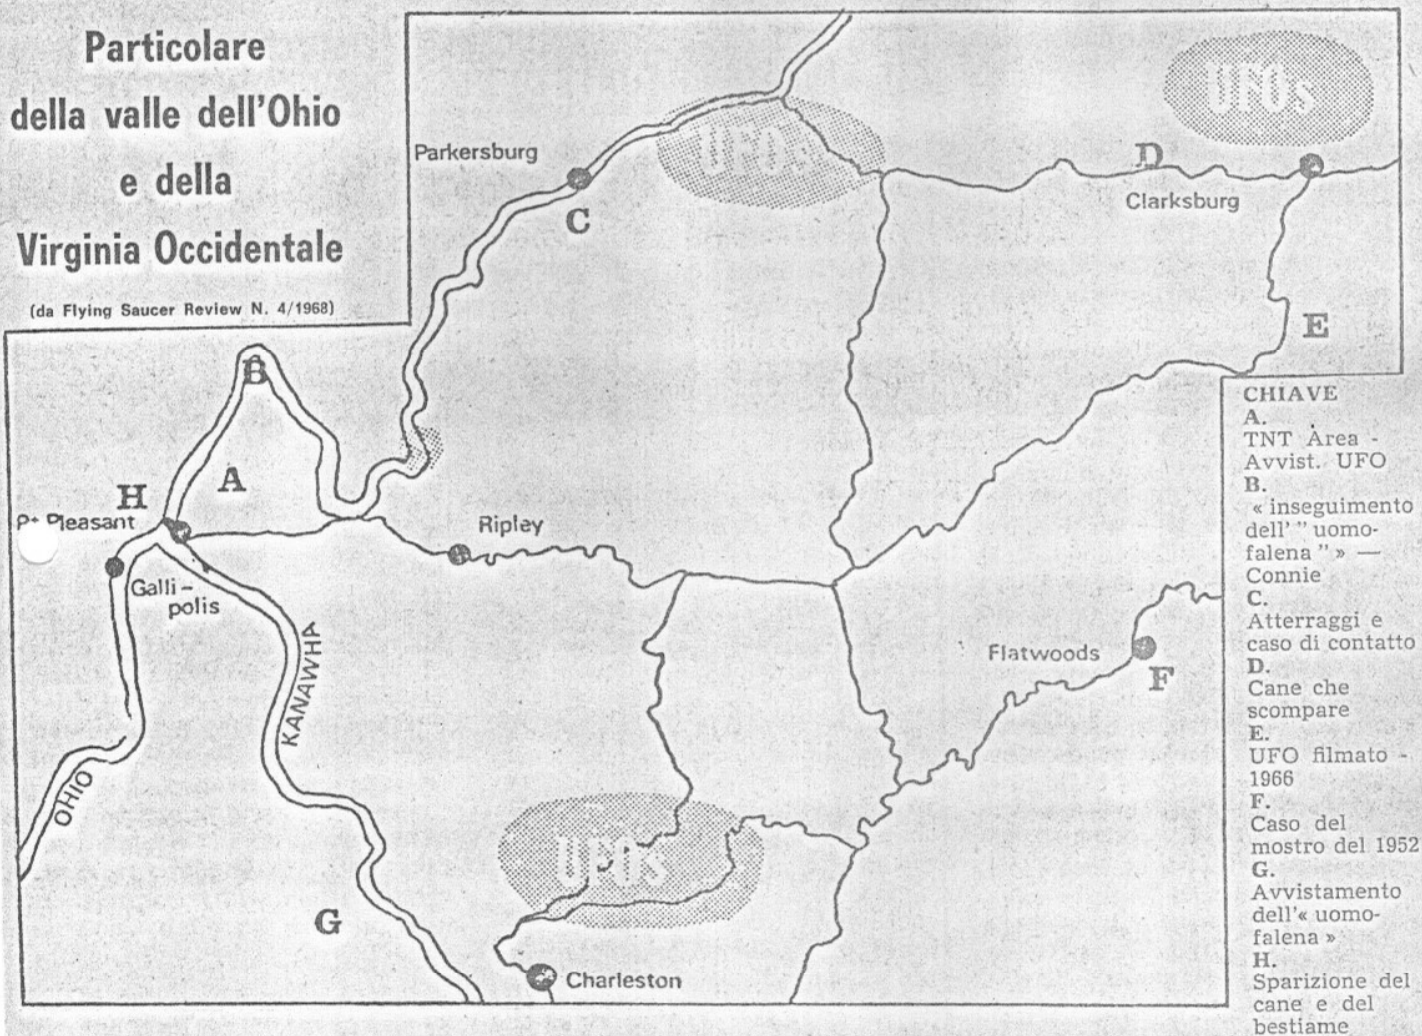 Particolare
della valle dell'Ohio
e della
Virginia Occidentale
(da Flying Saucer Review N. 4/1968)
UFOs
UFOs
Parkersburg
C
D
Clarksburg
E
B
A
H
Pt Pleasant
Ripley
Galli-
polis
KANAWHA
OHIO
Flatwoods
F
UFOs
G
Charleston
CHIAVE
A.
TNT Area -
Avvist. UFO
B.
« inseguimento
dell' " uomo-
falena " » —
Connie
C.
Atterraggi e
caso di contatto
D.
Cane che
scompare
E.
UFO filmato -
1966
F.
Caso del
mostro del 1952
G.
Avvistamento
dell'« uomo-
falena »
H.
Sparizione del
cane e del
bestiame